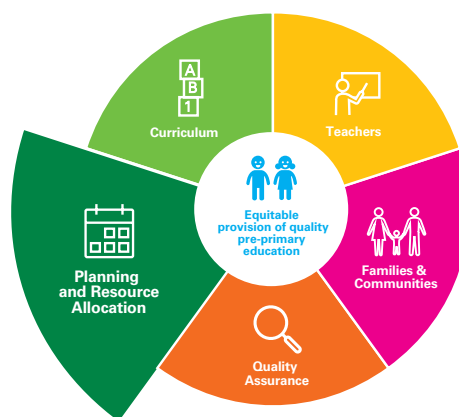 A
B
1
Curriculum
Teachers
Equitable
provision of quality
pre-primary
education
Planning
and Resource
Allocation
Families &
Communities
Quality
Assurance